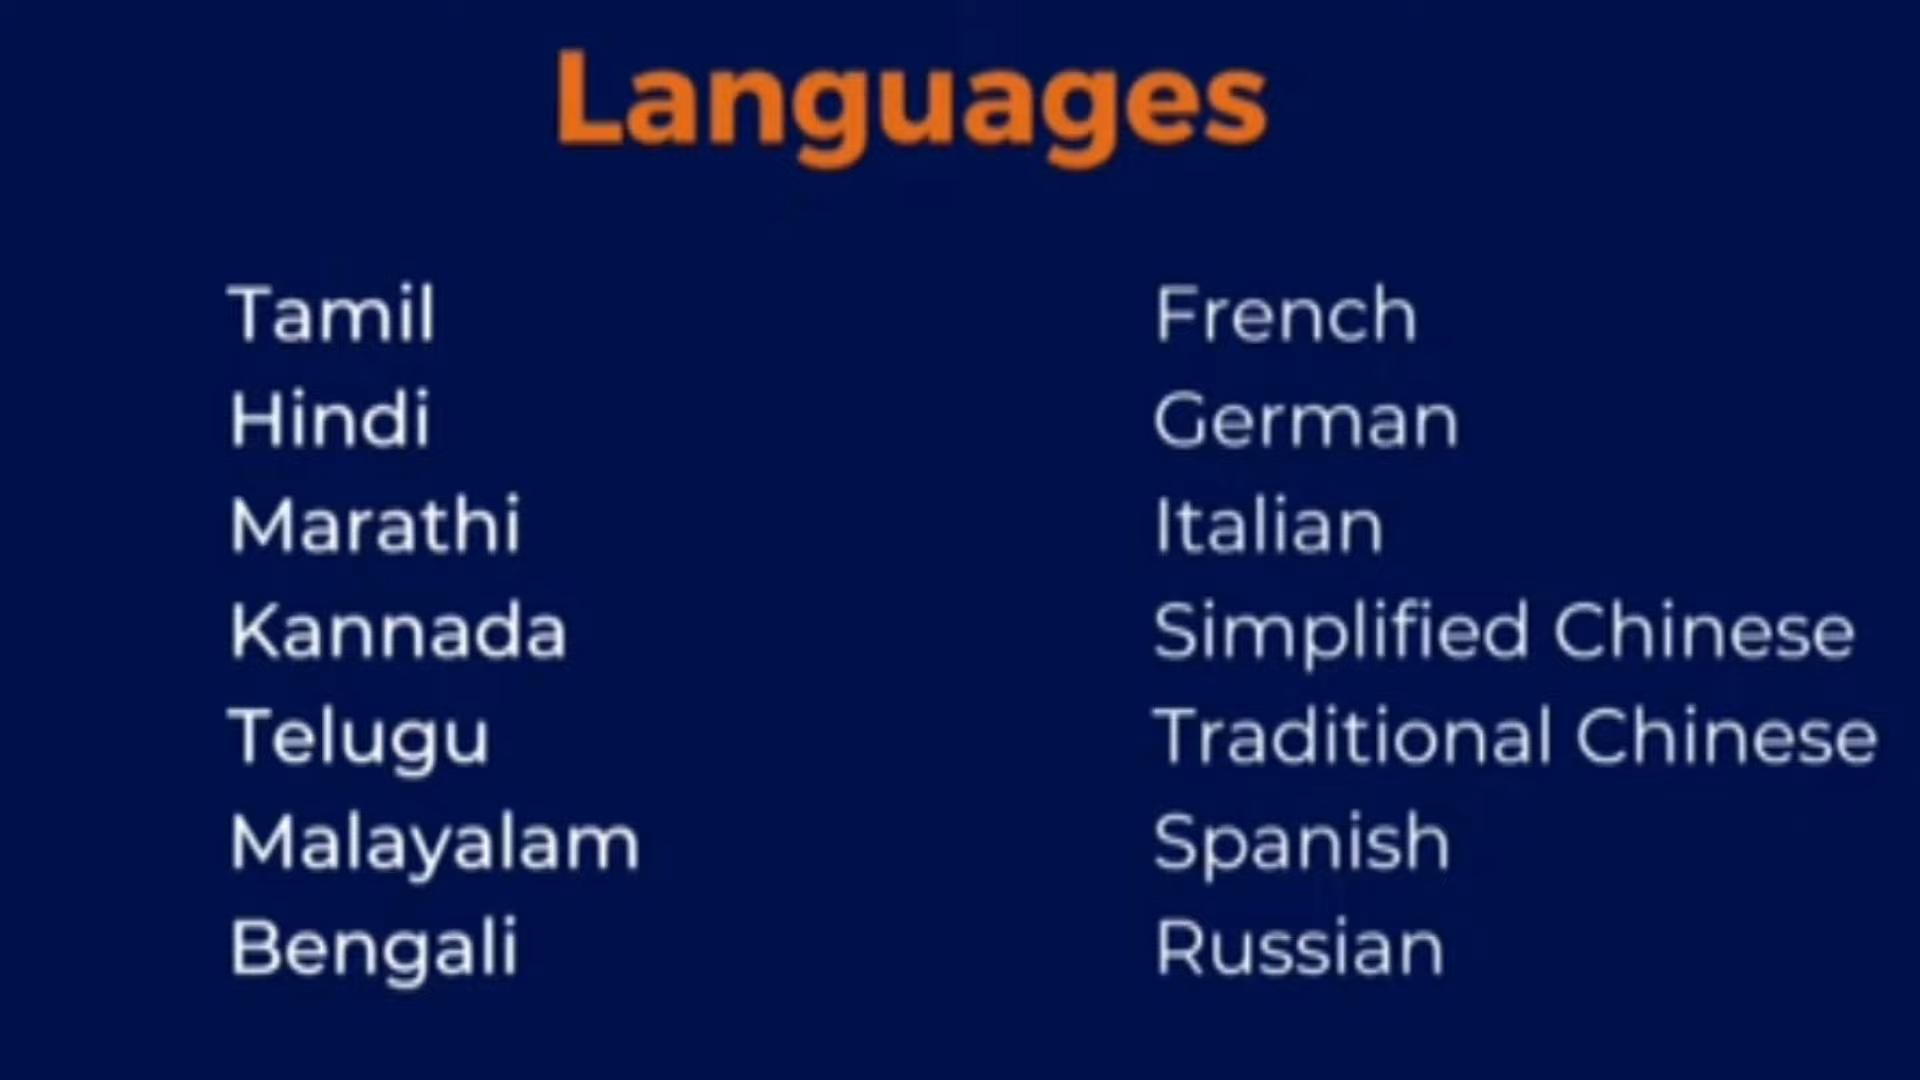 Languages
Tamil
Hindi
Marathi
Kannada
Telugu
Malayalam
Bengali
French
German
Italian
Simplified Chinese
Traditional Chinese
Spanish
Russian